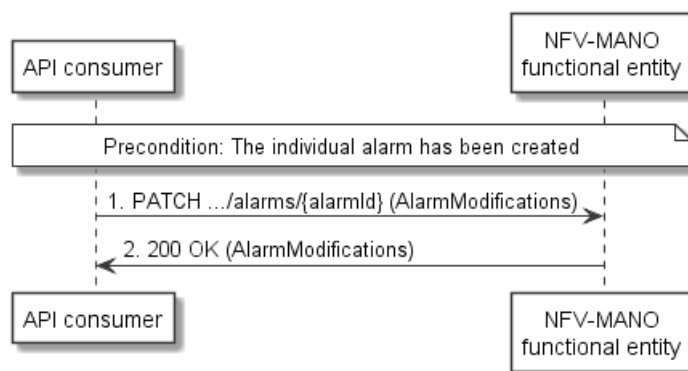 API consumer
NFV-MANO
functional entity
Precondition: The individual alarm has been created
1. PATCH .../alarms/{alarmId} (AlarmModifications)
2. 200 OK (AlarmModifications)
API consumer
NFV-MANO
functional entity